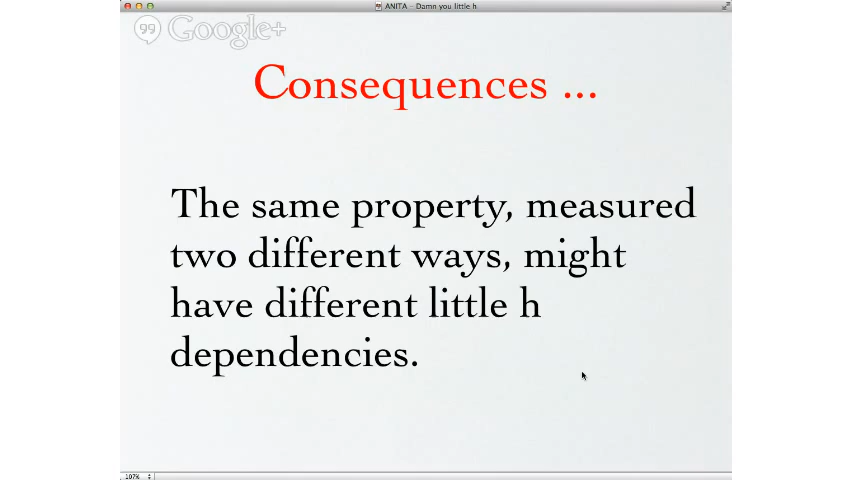 ANITA – Damn you little h
Google+
Consequences ...
The same property, measured
two different ways, might
have different little h
dependencies.
107%